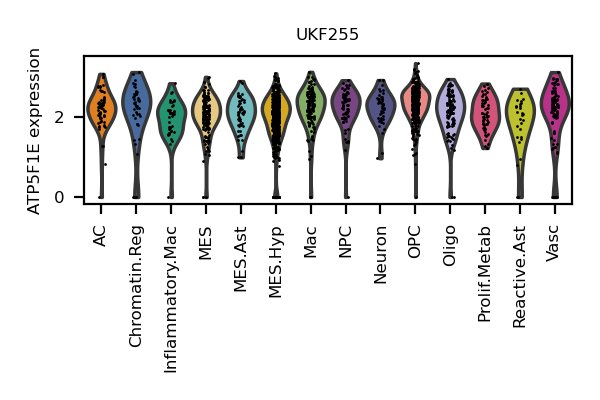 UKF255
ATP5F1E expression
2
0
AC
Chromatin.Reg
Inflammatory.Mac
MES
MES.Ast
MES.Hyp
Mac
NPC
Neuron
OPC
Oligo
Prolif.Metab
Reactive.Ast
Vasc